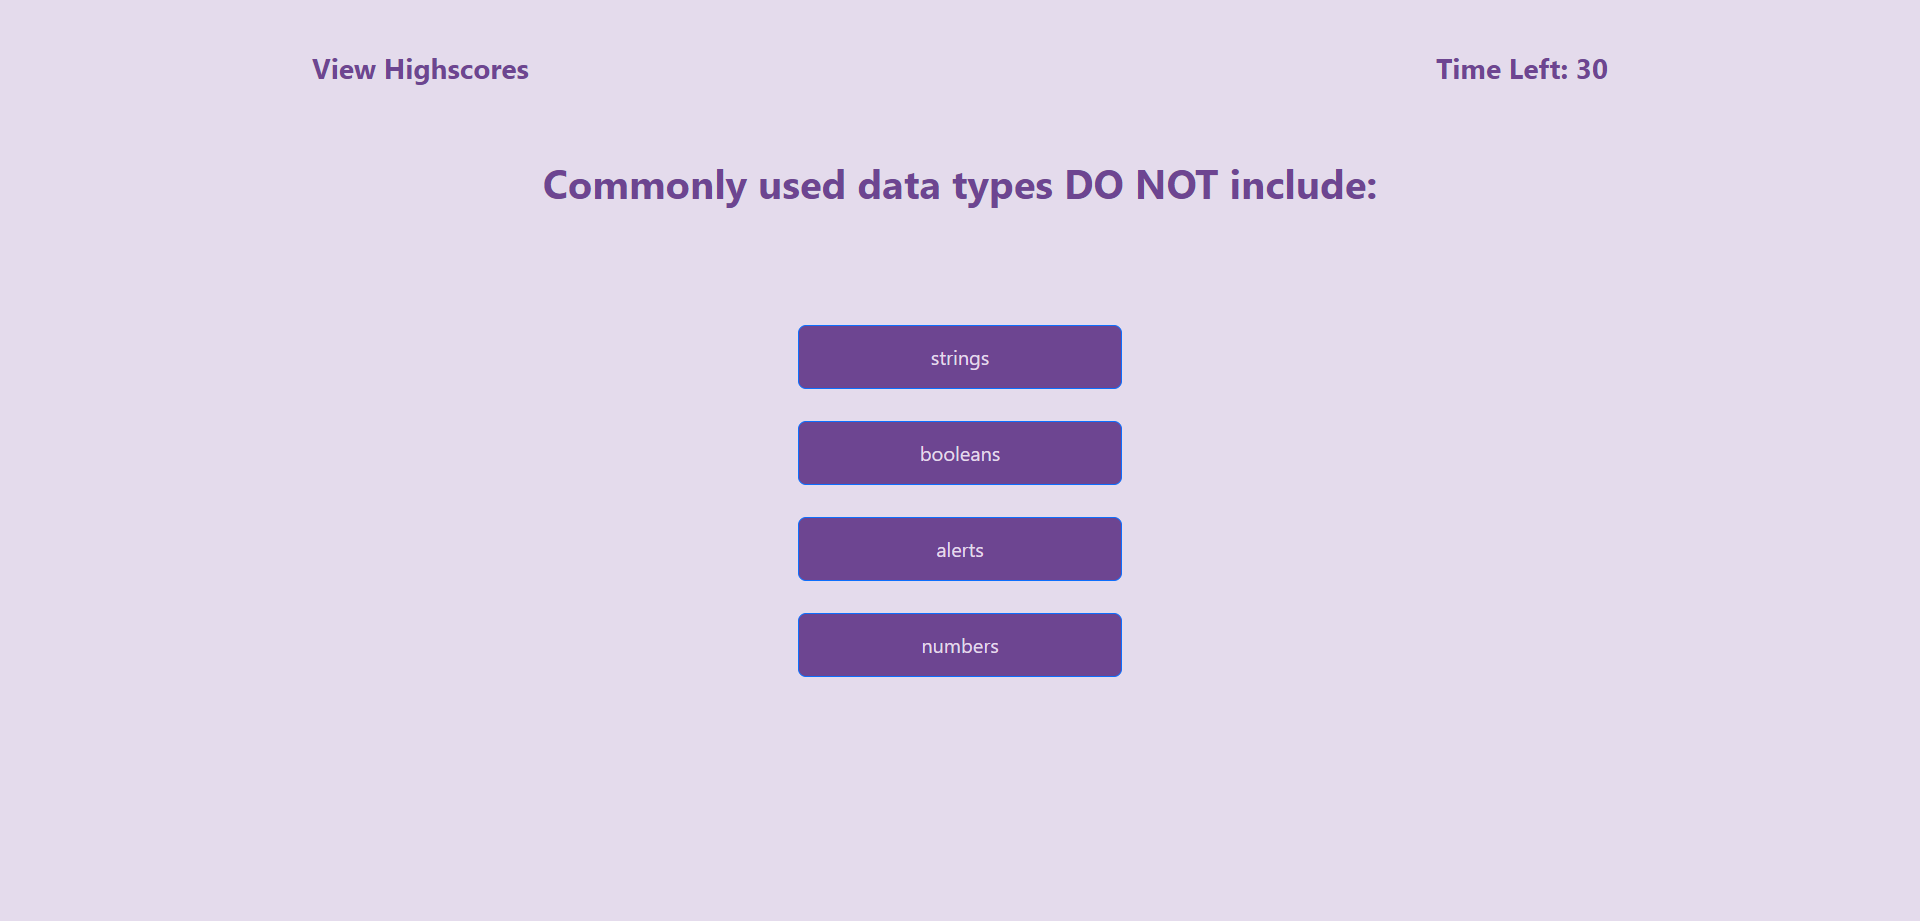 View Highscores
Time Left: 30
Commonly used data types DO NOT include:
strings
booleans
alerts
numbers